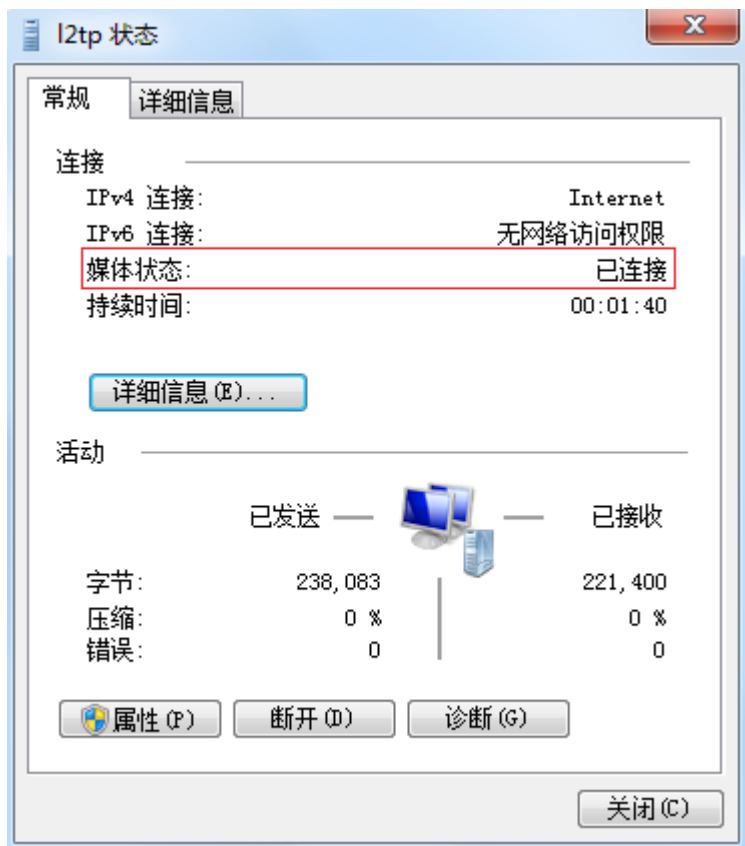 l2tp 状态
常规 详细信息
连接
IPv4 连接: Internet
IPv6 连接: 无网络访问权限
媒体状态: 已连接
持续时间: 00:01:40
详细信息(E)...
活动
已发送 已接收
字节: 238,083 221,400
压缩: 0 % 0 %
错误: 0 0
属性(P) 断开(D) 诊断(G)
关闭(C)